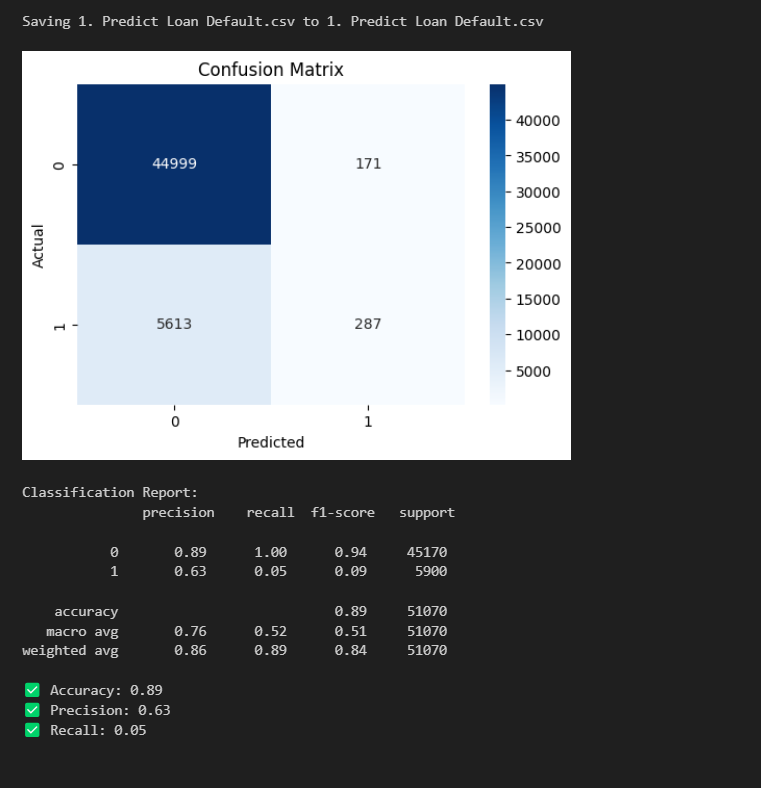 Saving 1. Predict Loan Default.csv to 1. Predict Loan Default.csv
Confusion Matrix
Actual
0
1
44999 171
5613 287
0 1
Predicted
40000
35000
30000
25000
20000
15000
10000
5000
Classification Report:
precision recall f1-score support
0 0.89 1.00 0.94 45170
1 0.63 0.05 0.09 5900
accuracy 0.89 51070
macro avg 0.76 0.52 0.51 51070
weighted avg 0.86 0.89 0.84 51070
✅ Accuracy: 0.89
✅ Precision: 0.63
✅ Recall: 0.05